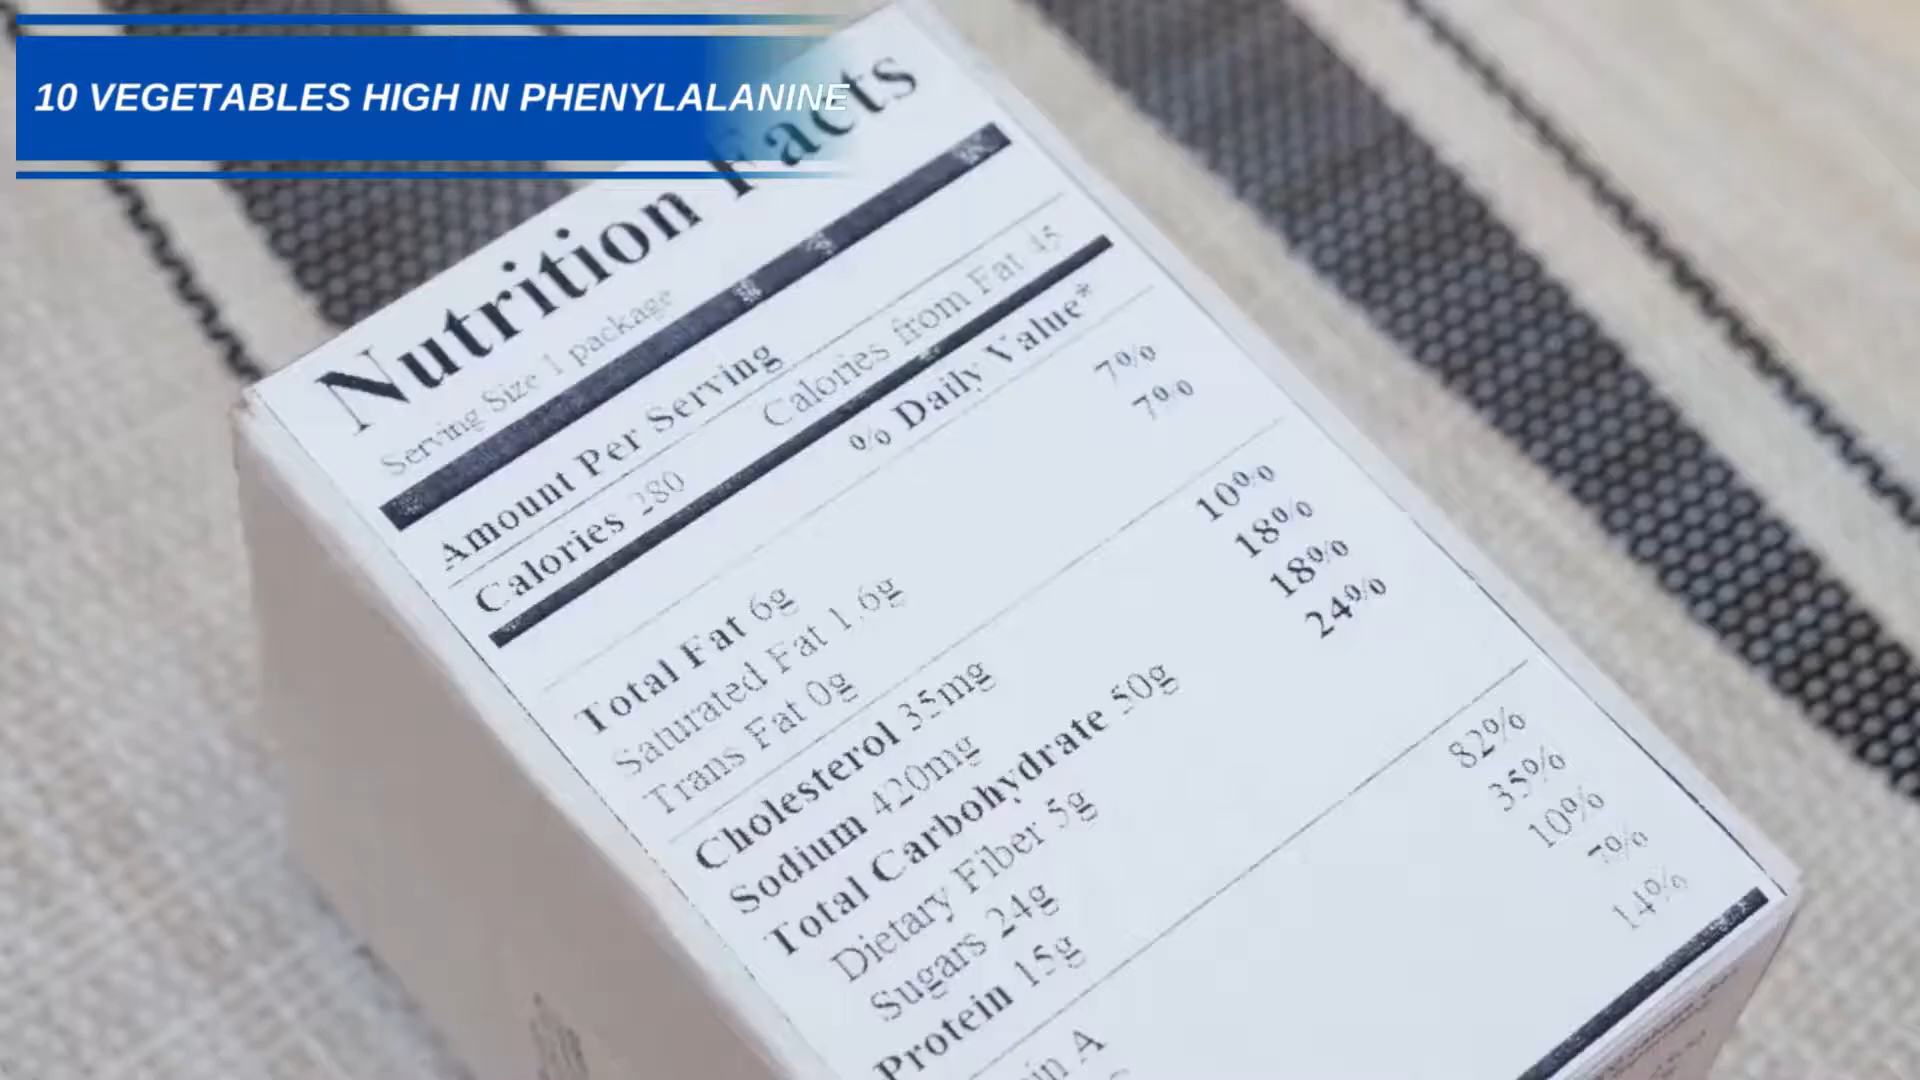 10 VEGETABLES HIGH IN PHENYLALANINE
Nutrition Facts
Serving Size 1 package
Amount Per Serving
Calories 280 Calories from Fat 45
% Daily Value*
Total Fat 6g 7%
Saturated Fat 1.6g 7%
Trans Fat 0g
Cholesterol 35mg 10%
Sodium 420mg 18%
Total Carbohydrate 50g 18%
Dietary Fiber 5g 24%
Sugars 24g
Protein 15g
82%
35%
10%
7%
14%
A